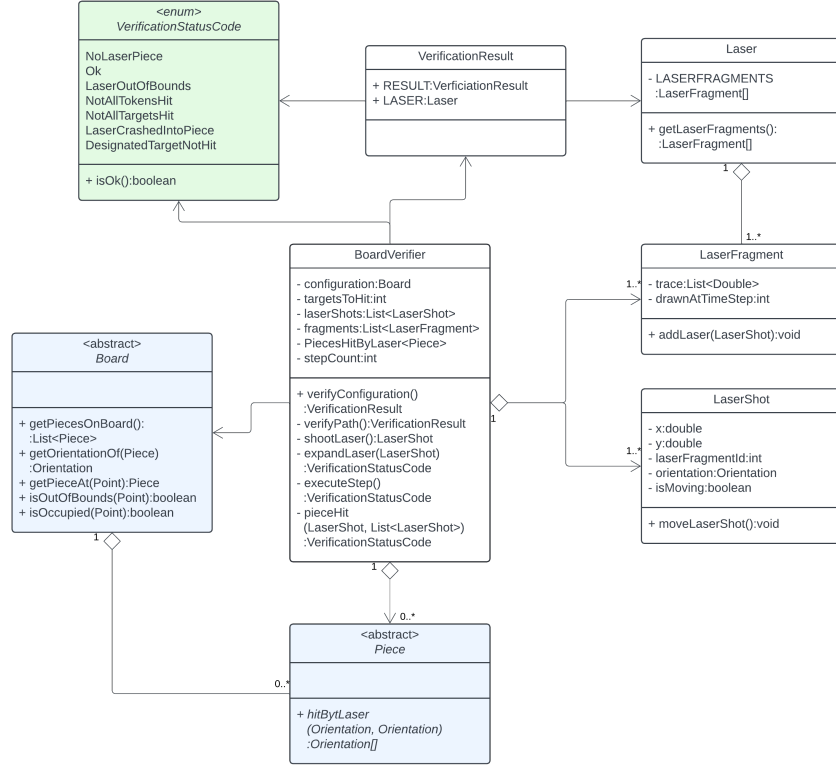 <enum>
VerificationStatusCode
NoLaserPiece
Ok
LaserOutOfBounds
NotAllTokensHit
NotAllTargetsHit
LaserCrashedIntoPiece
DesignatedTargetNotHit
+ isOk():boolean
VerificationResult
+ RESULT:VerficiationResult
+ LASER:Laser
Laser
- LASERFRAGMENTS
:LaserFragment[]
+ getLaserFragments():
:LaserFragment[]
1
1..*
BoardVerifier
- configuration:Board
- targetsToHit:int
- laserShots:List<LaserShot>
- fragments:List<LaserFragment>
- PiecesHitByLaser<Piece>
- stepCount:int
+ verifyConfiguration()
:VerificationResult
- verifyPath():VerificationResult
- shootLaser():LaserShot
- expandLaser(LaserShot)
:VerificationStatusCode
- executeStep()
:VerificationStatusCode
- pieceHit
(LaserShot, List<LaserShot>)
:VerificationStatusCode
1
1..*
1..*
LaserFragment
- trace:List<Double>
- drawnAtTimeStep:int
+ addLaser(LaserShot):void
LaserShot
- x:double
- y:double
- laserFragmentId:int
- orientation:Orientation
- isMoving:boolean
+ moveLaserShot():void
<abstract>
Board
+ getPiecesOnBoard():
:List<Piece>
+ getOrientationOf(Piece)
:Orientation
+ getPieceAt(Point):Piece
+ isOutOfBounds(Point):boolean
+ isOccupied(Point):boolean
1
0..*
1
0..*
<abstract>
Piece
+ hitBytLaser
(Orientation, Orientation)
:Orientation[]